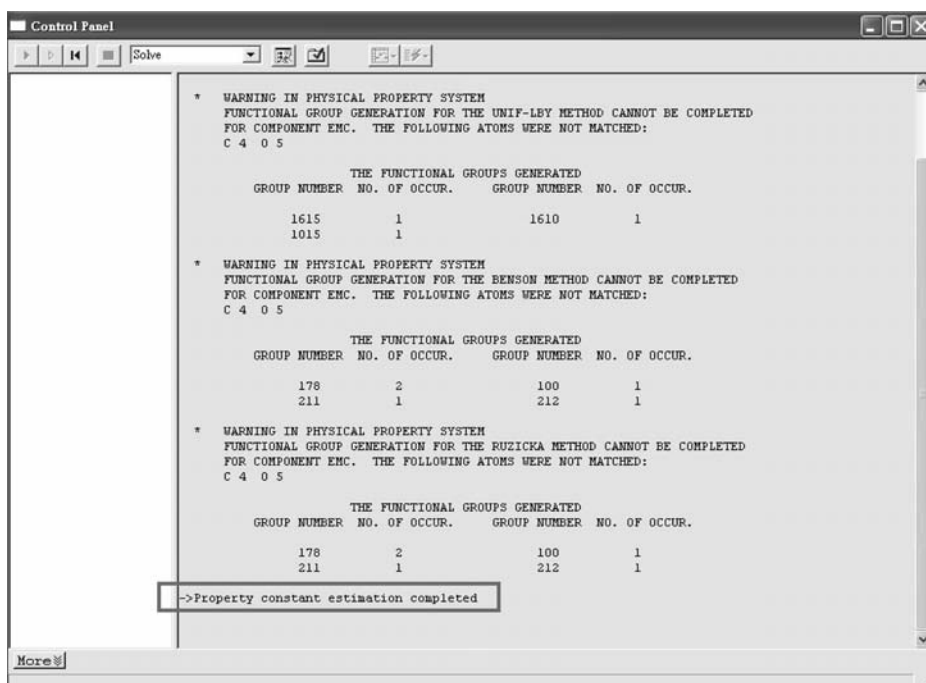 Control Panel
Solve
* WARNING IN PHYSICAL PROPERTY SYSTEM
FUNCTIONAL GROUP GENERATION FOR THE UNIF-LBY METHOD CANNOT BE COMPLETED
FOR COMPONENT EMC. THE FOLLOWING ATOMS WERE NOT MATCHED:
C 4 O 5
THE FUNCTIONAL GROUPS GENERATED
GROUP NUMBER NO. OF OCCUR. GROUP NUMBER NO. OF OCCUR.
1615 1 1610 1
1015 1
* WARNING IN PHYSICAL PROPERTY SYSTEM
FUNCTIONAL GROUP GENERATION FOR THE BENSON METHOD CANNOT BE COMPLETED
FOR COMPONENT EMC. THE FOLLOWING ATOMS WERE NOT MATCHED:
C 4 O 5
THE FUNCTIONAL GROUPS GENERATED
GROUP NUMBER NO. OF OCCUR. GROUP NUMBER NO. OF OCCUR.
178 2 100 1
211 1 212 1
* WARNING IN PHYSICAL PROPERTY SYSTEM
FUNCTIONAL GROUP GENERATION FOR THE RUZICKA METHOD CANNOT BE COMPLETED
FOR COMPONENT EMC. THE FOLLOWING ATOMS WERE NOT MATCHED:
C 4 O 5
THE FUNCTIONAL GROUPS GENERATED
GROUP NUMBER NO. OF OCCUR. GROUP NUMBER NO. OF OCCUR.
178 2 100 1
211 1 212 1
->Property constant estimation completed
More